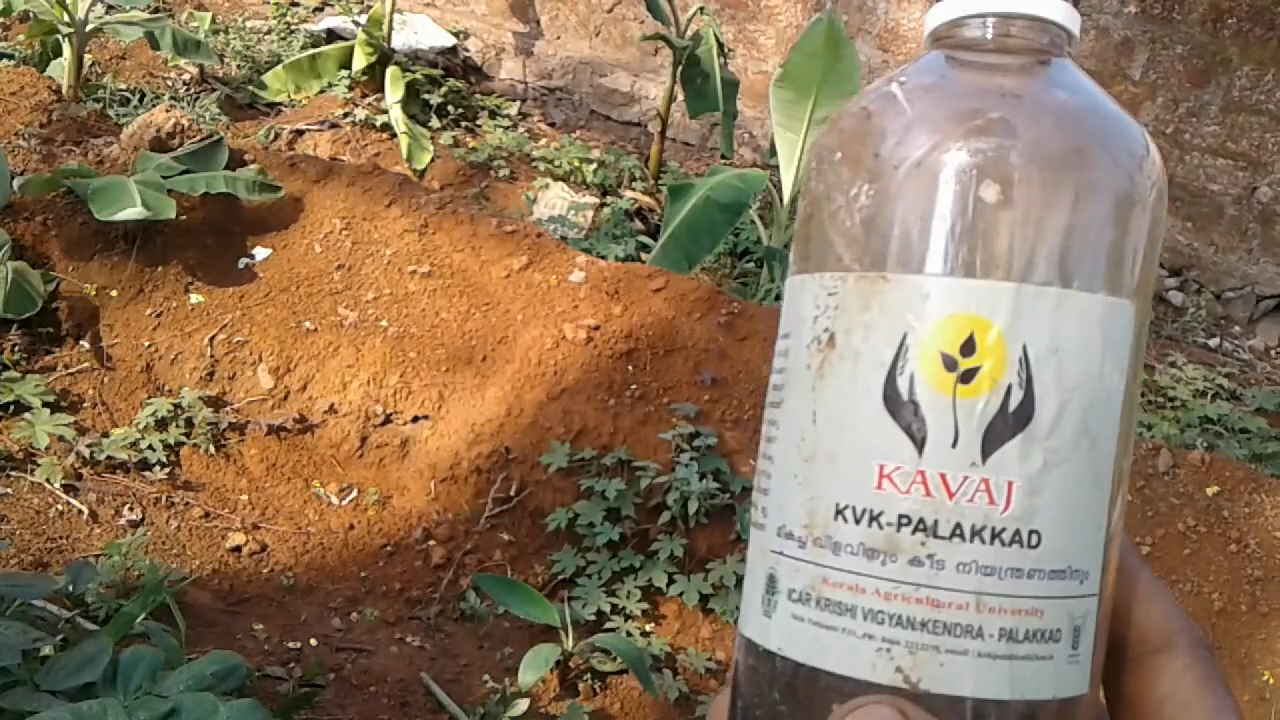 KAVAJ
KVK-PALAKKAD
മികച്ച വിളവിനും കീട നിയന്ത്രണത്തിനും
Kerala Agricultural University
ICAR KRISHI VIGYAN KENDRA - PALAKKAD